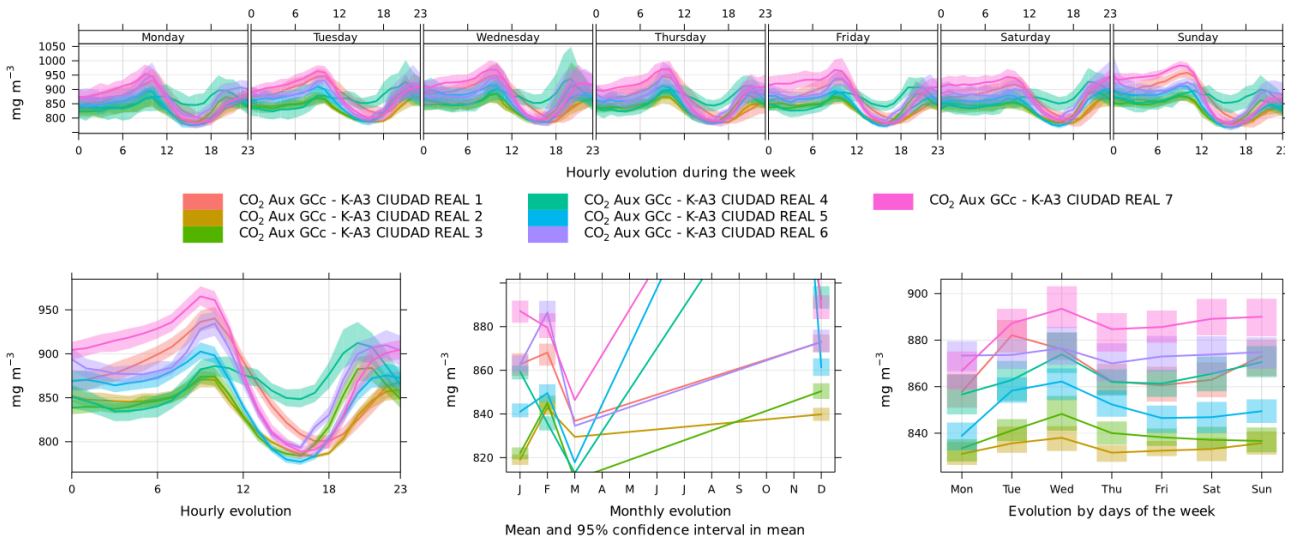 0 6 12 18 23 0 6 12 18 23 0 6 12 18 23
Monday Tuesday Wednesday Thursday Friday Saturday Sunday
1050
1000
950
900
850
800
mg m⁻³
0 6 12 18 23 0 6 12 18 23 0 6 12 18 23 0 6 12 18 23
Hourly evolution during the week
CO₂ Aux GCc - K-A3 CIUDAD REAL 1
CO₂ Aux GCc - K-A3 CIUDAD REAL 2
CO₂ Aux GCc - K-A3 CIUDAD REAL 3
CO₂ Aux GCc - K-A3 CIUDAD REAL 4
CO₂ Aux GCc - K-A3 CIUDAD REAL 5
CO₂ Aux GCc - K-A3 CIUDAD REAL 6
CO₂ Aux GCc - K-A3 CIUDAD REAL 7
950
900
850
800
mg m⁻³
0 6 12 18 23
Hourly evolution
880
860
840
820
mg m⁻³
J F M A M J J A S O N D
Monthly evolution
900
880
860
840
mg m⁻³
Mon Tue Wed Thu Fri Sat Sun
Evolution by days of the week
Mean and 95% confidence interval in mean